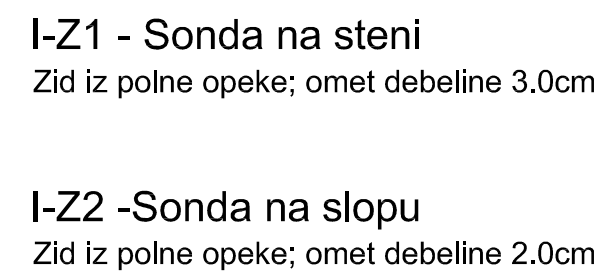 I-Z1 - Sonda na steni
Zid iz polne opeke; omet debeline 3.0cm
I-Z2 -Sonda na slopu
Zid iz polne opeke; omet debeline 2.0cm